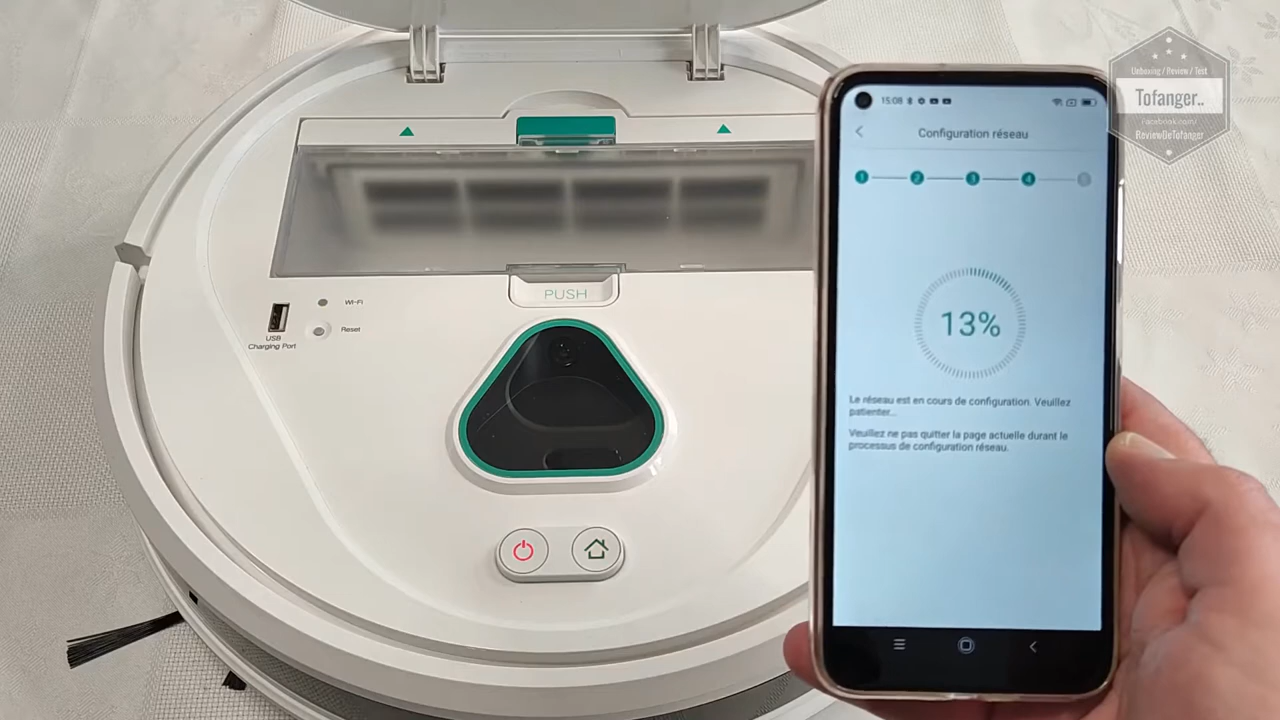 PUSH
Wi-Fi
Reset
USB
Charging Port
15:08
Configuration réseau
1
2
3
4
13%
Le réseau est en cours de configuration. Veuillez
patienter...
Veuillez ne pas quitter la page actuelle durant le
processus de configuration réseau.
Unboxing / Review / Test
Tofanger..
Facebook.com/
ReviewDeTofanger